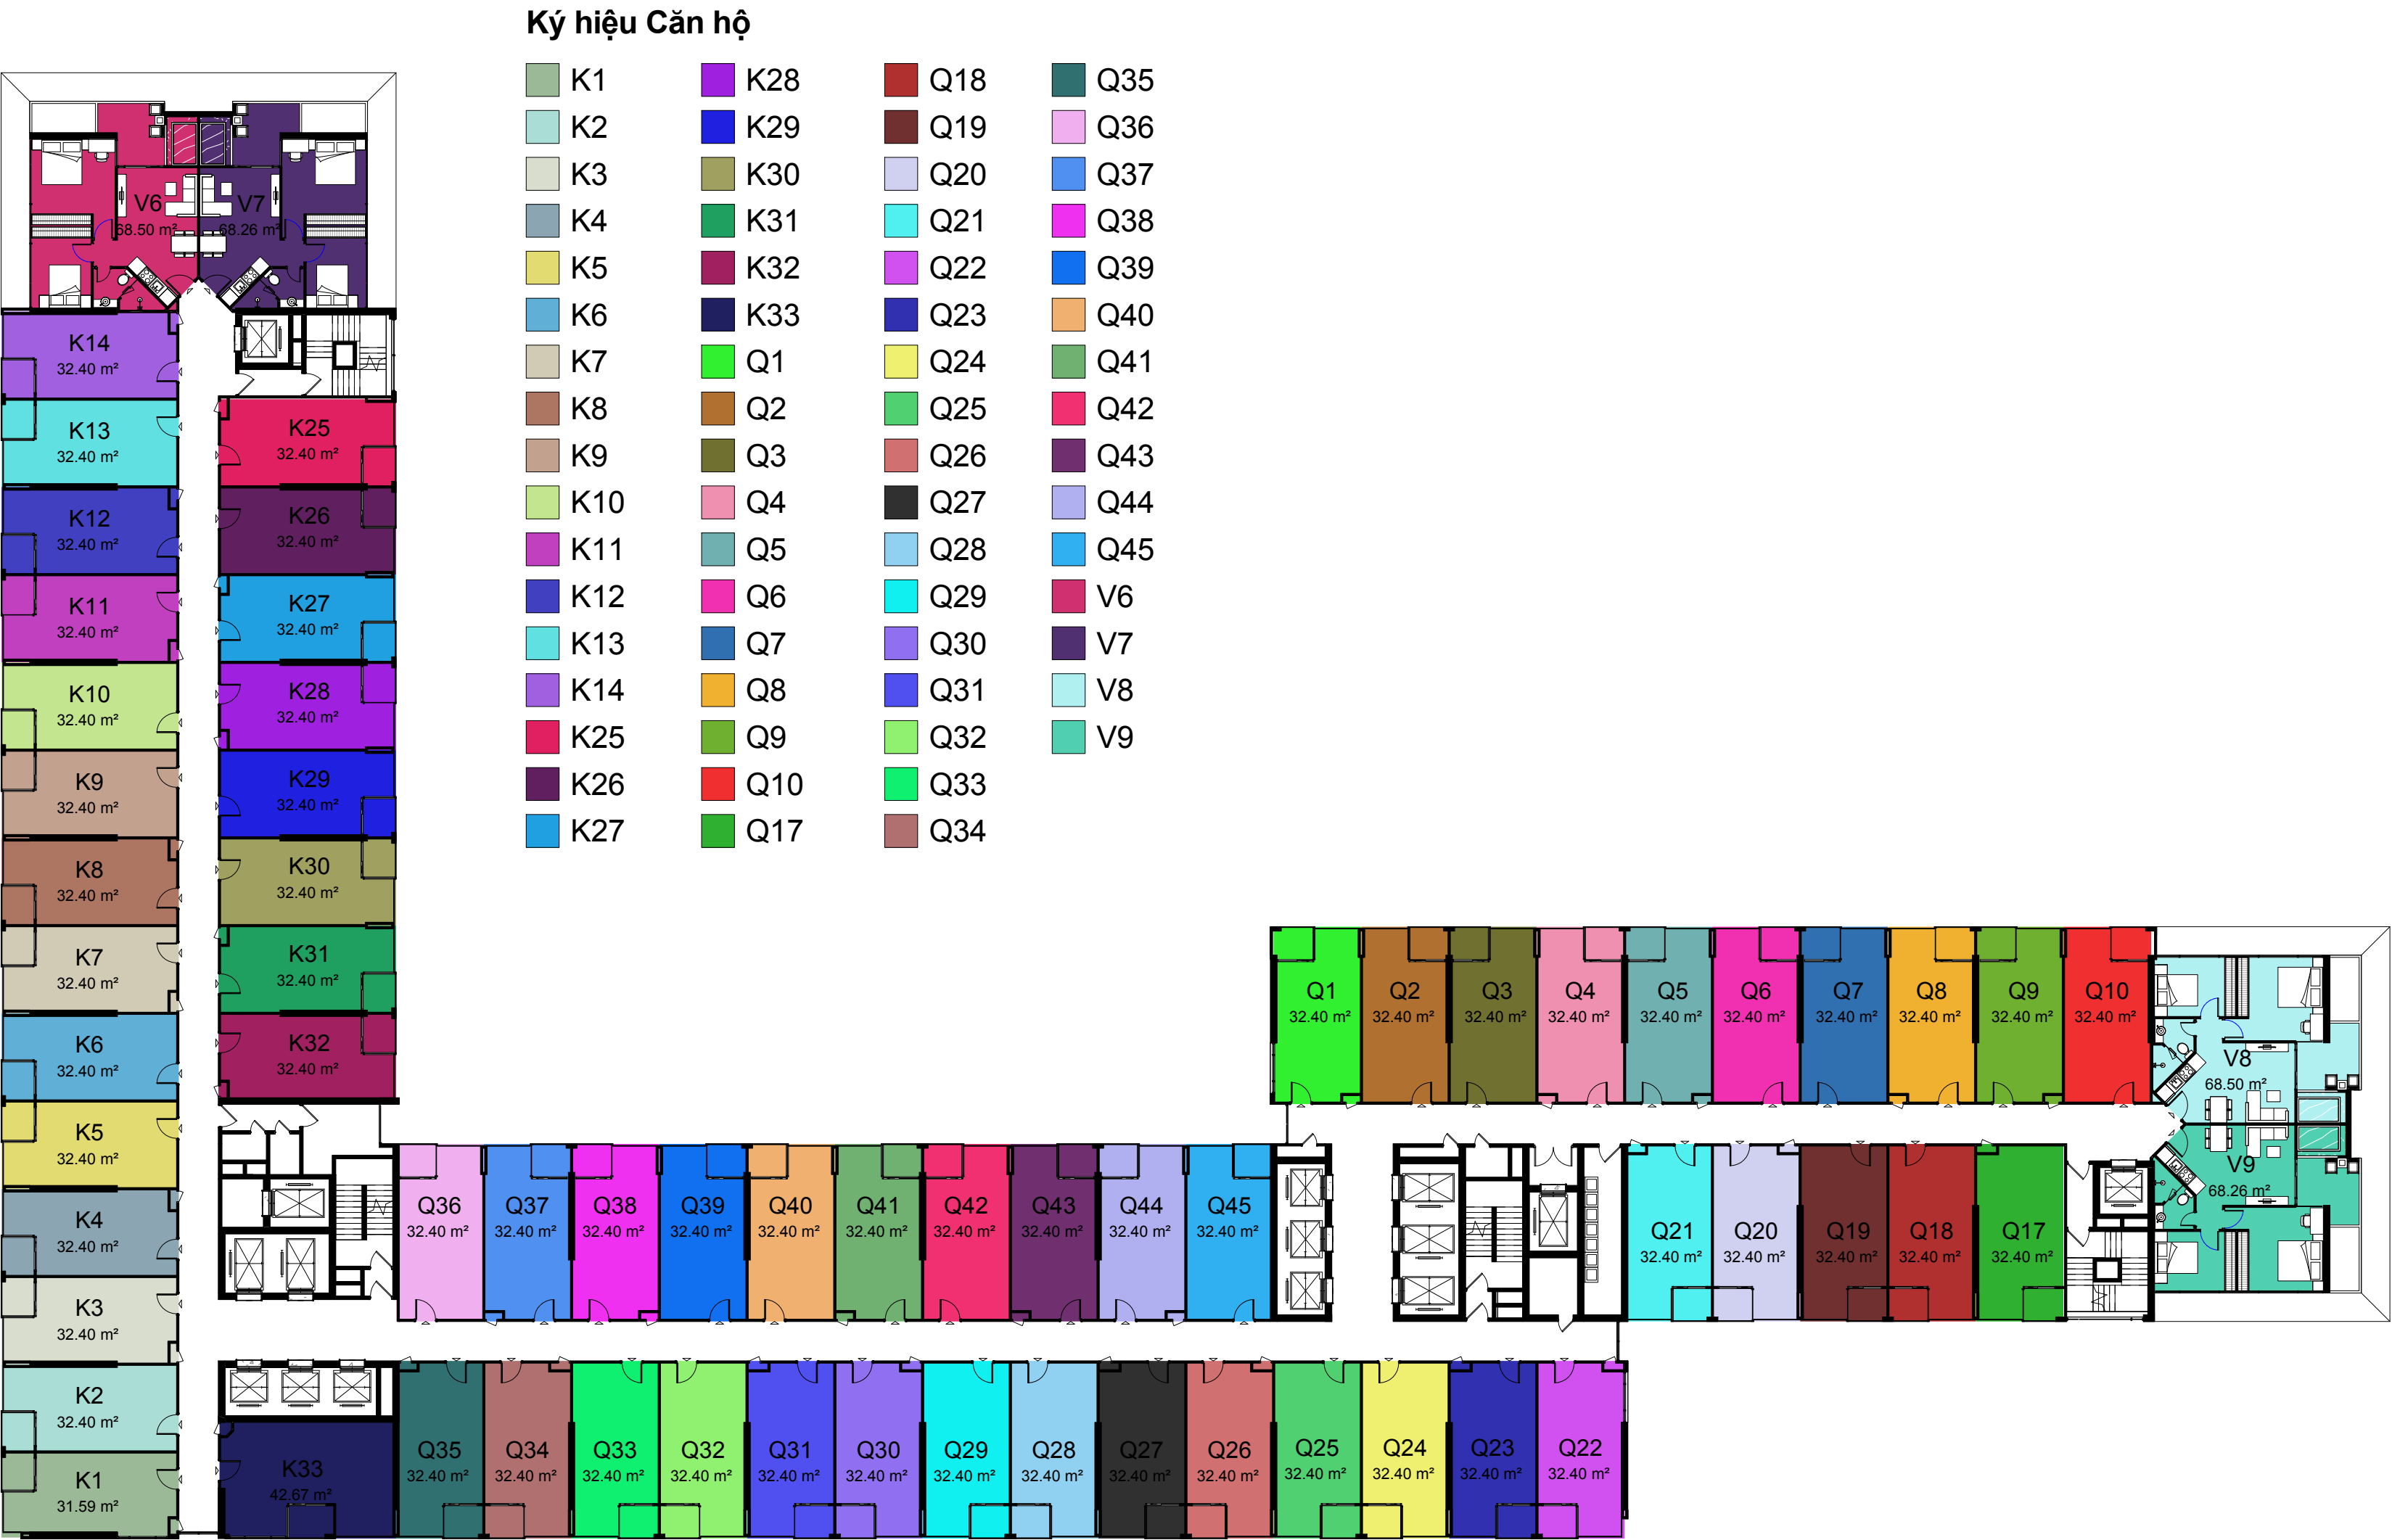 Ký hiệu Căn hộ
K1
K2
K3
K4
K5
K6
K7
K8
K9
K10
K11
K12
K13
K14
K25
K26
K27
K28
K29
K30
K31
K32
K33
Q1
Q2
Q3
Q4
Q5
Q6
Q7
Q8
Q9
Q10
Q17
Q18
Q19
Q20
Q21
Q22
Q23
Q24
Q25
Q26
Q27
Q28
Q29
Q30
Q31
Q32
Q33
Q34
Q35
Q36
Q37
Q38
Q39
Q40
Q41
Q42
Q43
Q44
Q45
V6
V7
V8
V9
V6
68.50 m²
V7
68.26 m²
K14
32.40 m²
K13
32.40 m²
K12
32.40 m²
K11
32.40 m²
K10
32.40 m²
K9
32.40 m²
K8
32.40 m²
K7
32.40 m²
K6
32.40 m²
K5
32.40 m²
K4
32.40 m²
K3
32.40 m²
K2
32.40 m²
K1
31.59 m²
K25
32.40 m²
K26
32.40 m²
K27
32.40 m²
K28
32.40 m²
K29
32.40 m²
K30
32.40 m²
K31
32.40 m²
K32
32.40 m²
K33
42.67 m²
Q1
32.40 m²
Q2
32.40 m²
Q3
32.40 m²
Q4
32.40 m²
Q5
32.40 m²
Q6
32.40 m²
Q7
32.40 m²
Q8
32.40 m²
Q9
32.40 m²
Q10
32.40 m²
V8
68.50 m²
V9
68.26 m²
Q36
32.40 m²
Q37
32.40 m²
Q38
32.40 m²
Q39
32.40 m²
Q40
32.40 m²
Q41
32.40 m²
Q42
32.40 m²
Q43
32.40 m²
Q44
32.40 m²
Q45
32.40 m²
Q21
32.40 m²
Q20
32.40 m²
Q19
32.40 m²
Q18
32.40 m²
Q17
32.40 m²
Q35
32.40 m²
Q34
32.40 m²
Q33
32.40 m²
Q32
32.40 m²
Q31
32.40 m²
Q30
32.40 m²
Q29
32.40 m²
Q28
32.40 m²
Q27
32.40 m²
Q26
32.40 m²
Q25
32.40 m²
Q24
32.40 m²
Q23
32.40 m²
Q22
32.40 m²